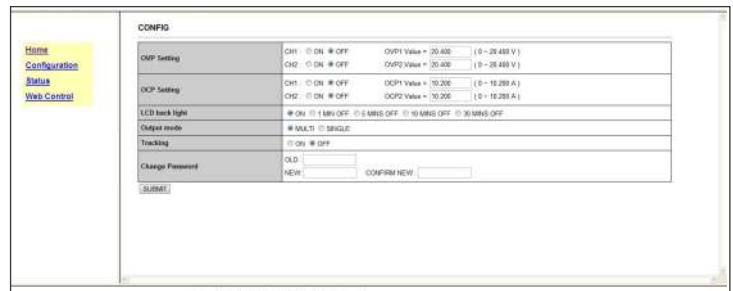 CONFIG
Home
Configuration
Status
Web Control
OVP Setting
CH1 : ON OFF OVP1 Value = 20.400 ( 0 ~ 20.400 V )
CH2 : ON OFF OVP2 Value = 20.400 ( 0 ~ 20.400 V )
OCP Setting
CH1 : ON OFF OCP1 Value = 10.200 ( 0 ~ 10.200 A )
CH2 : ON OFF OCP2 Value = 10.200 ( 0 ~ 10.200 A )
LCD back light
ON 1 MIN OFF 5 MINS OFF 10 MINS OFF 30 MINS OFF
Output mode
MULTI SINGLE
Tracking
ON OFF
Change Password
OLD:
NEW: CONFIRM NEW:
SUBMIT